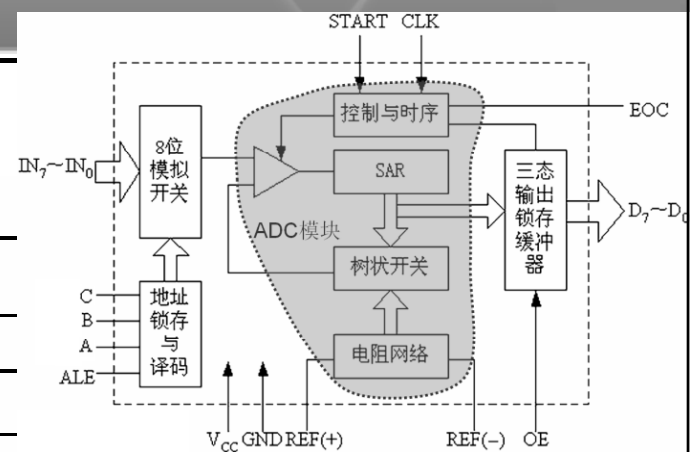 START CLK
控制与时序
EOC
8位
模拟
开关
IN₇～IN₀
SAR
三态
输出
锁存
缓冲
器
D₇～D₀
ADC模块
树状开关
C
B
A
ALE
地址
锁存
与
译码
电阻网络
V_CC GND REF(+) REF(−) OE